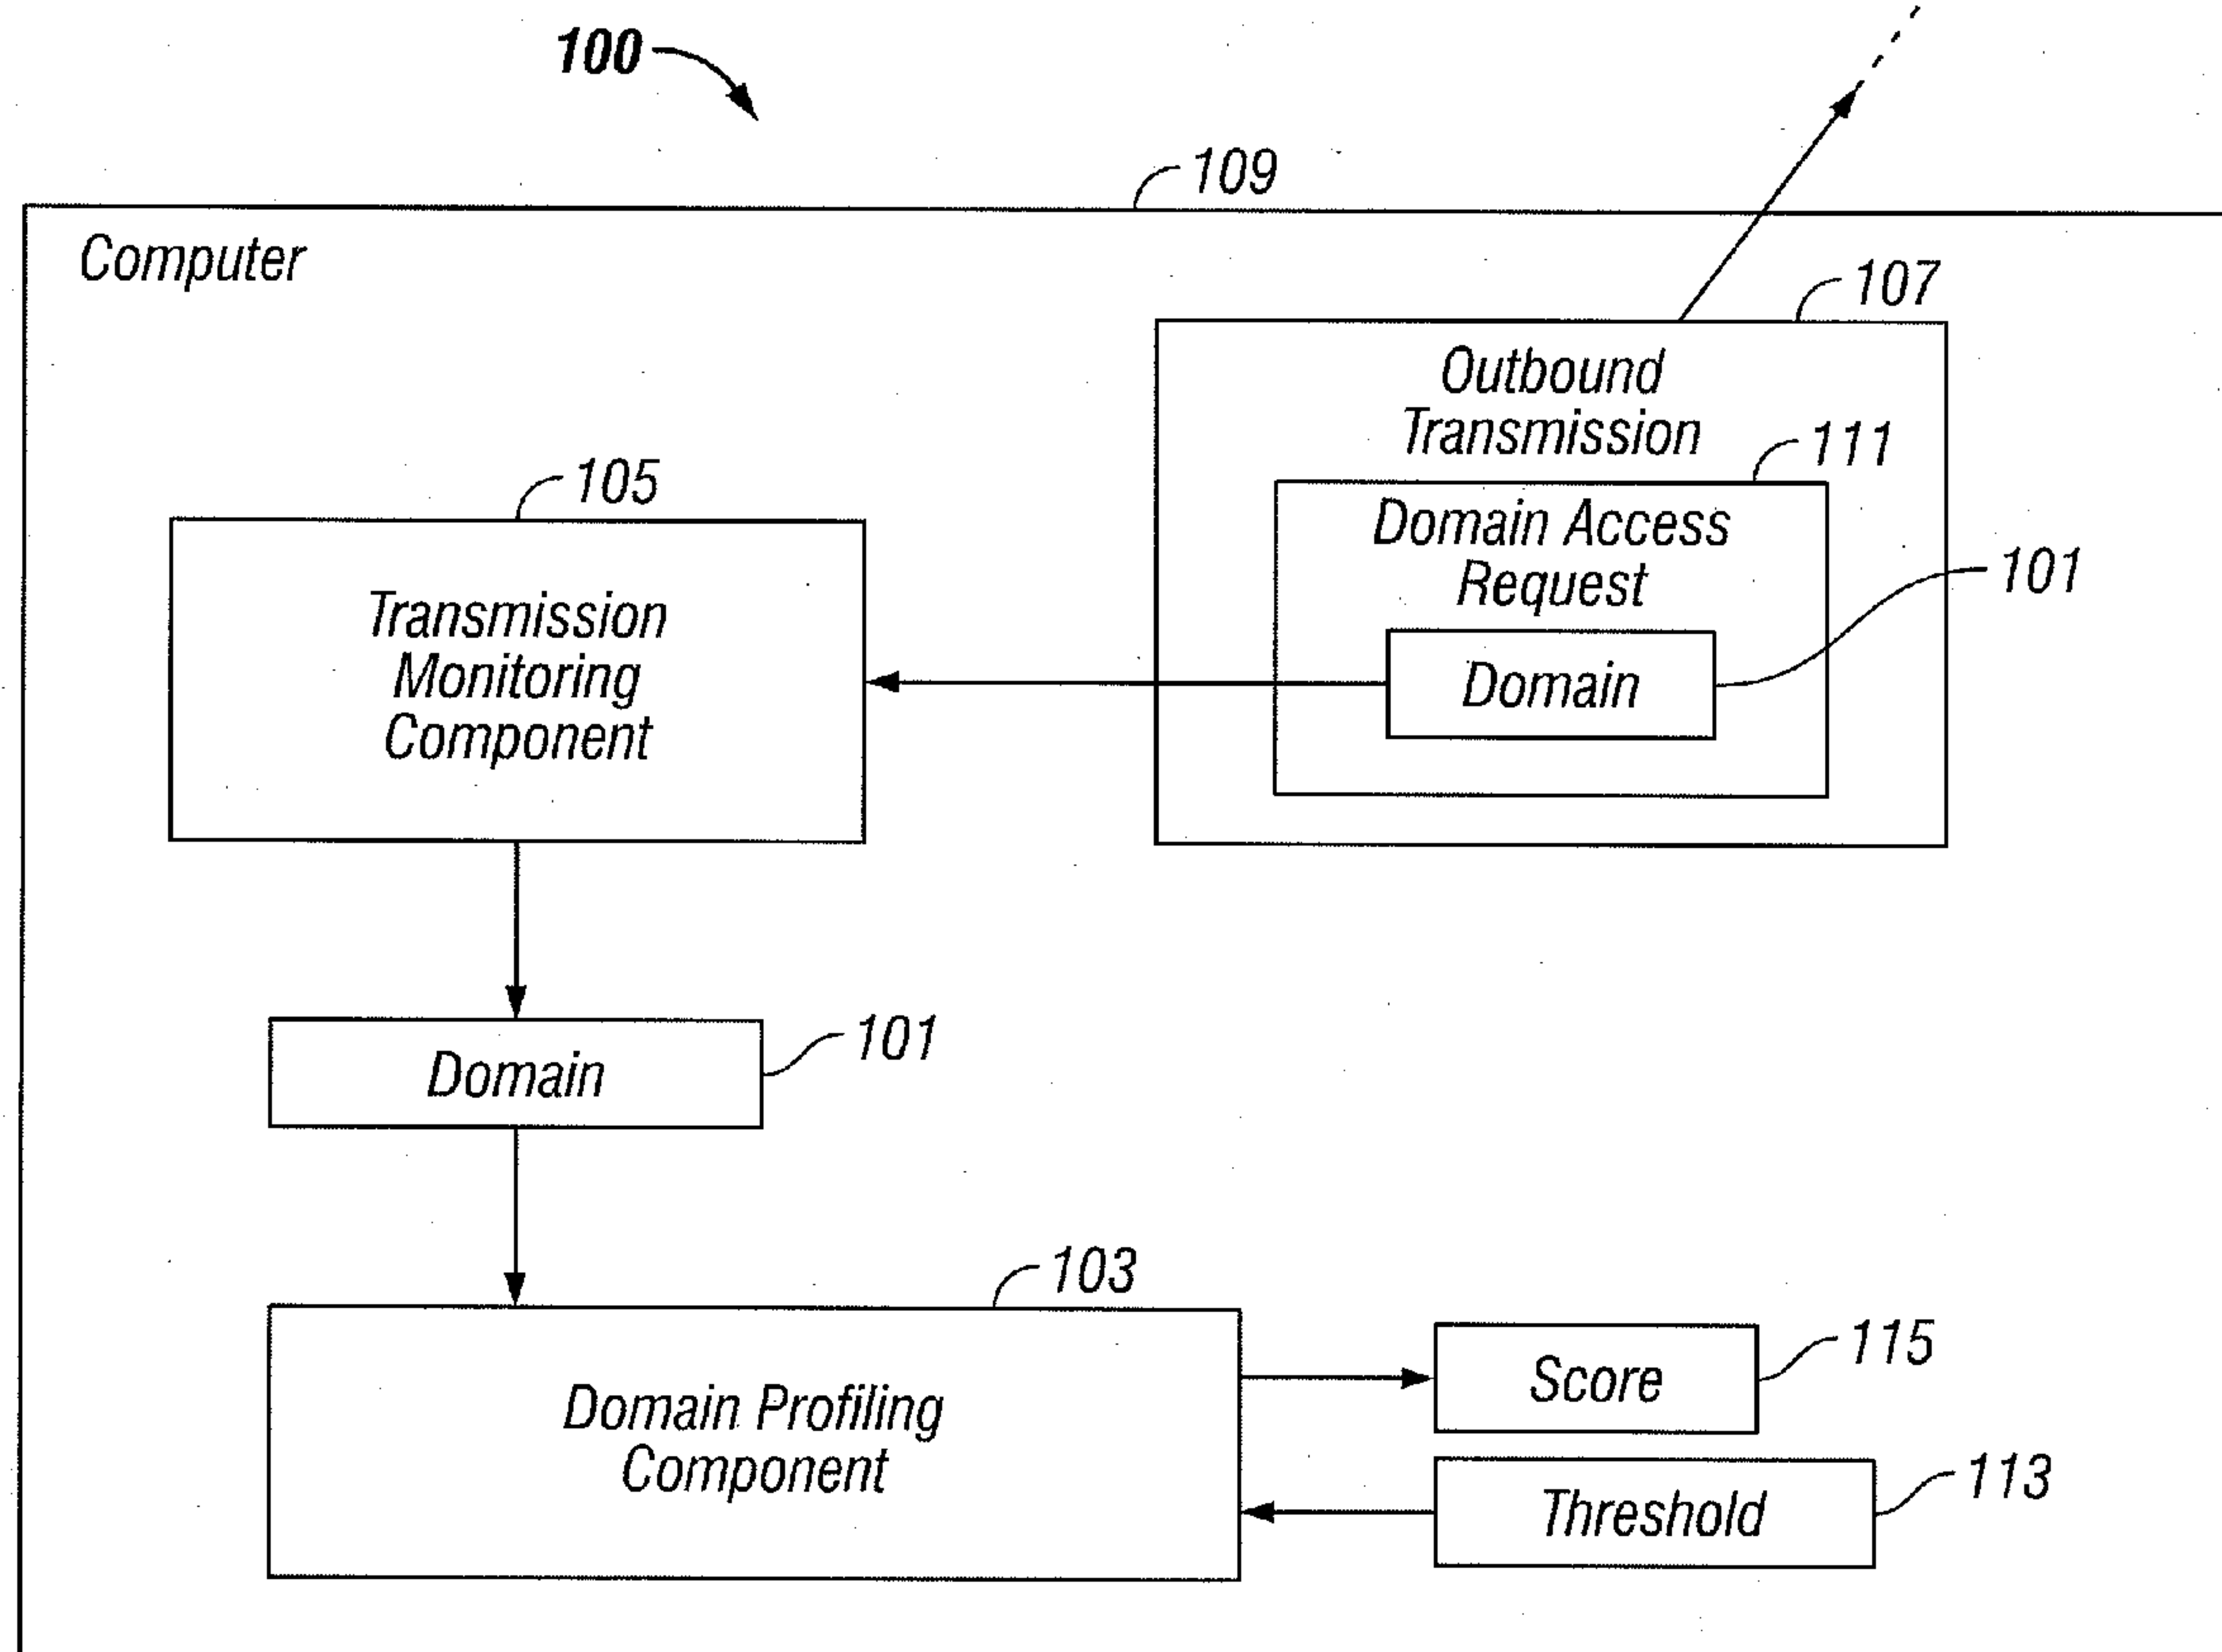 100
109
Computer
107
Outbound
Transmission
111
105
Domain Access
Request
101
Transmission
Monitoring
Component
Domain
101
Domain
103
115
Score
Domain Profiling
Component
113
Threshold